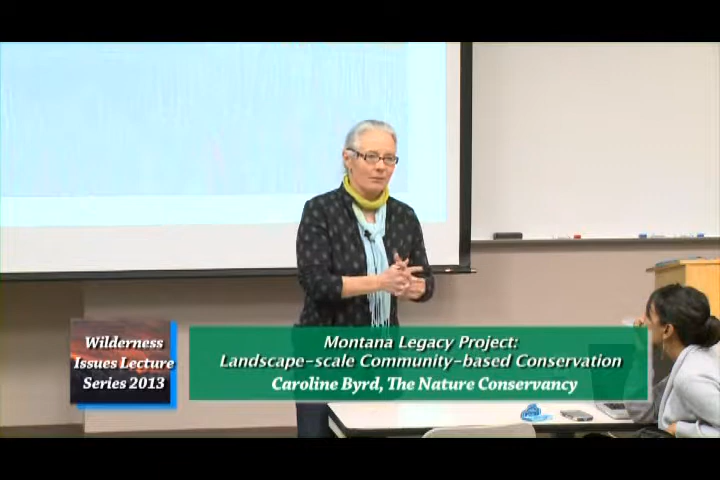 Wilderness
Issues Lecture
Series 2013
Montana Legacy Project:
Landscape-scale Community-based Conservation
Caroline Byrd, The Nature Conservancy